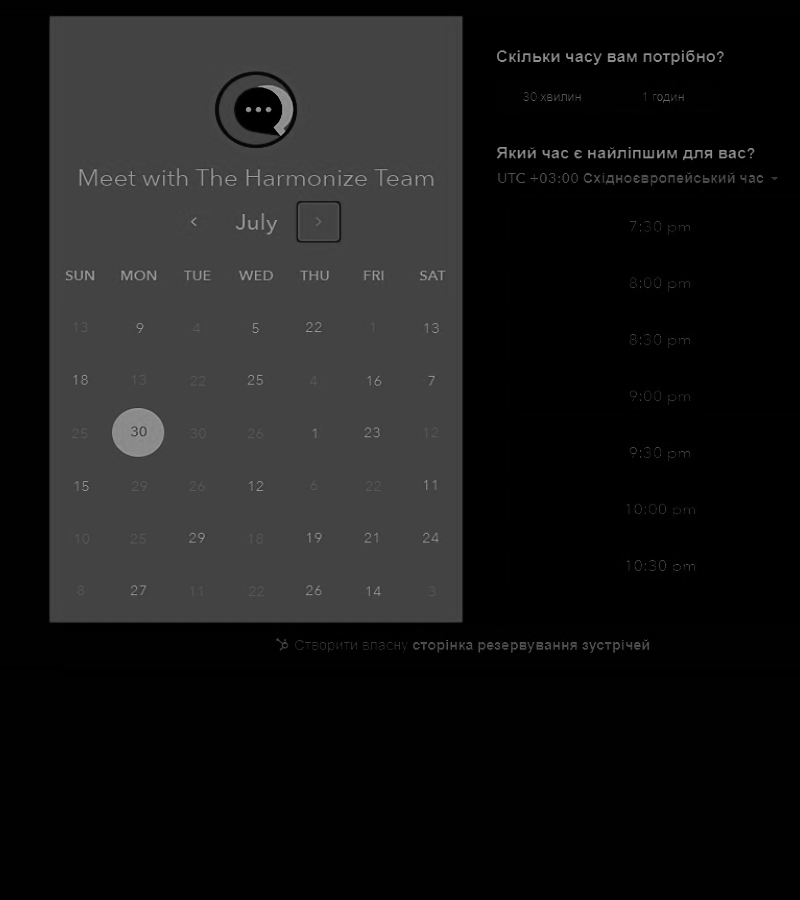 Meet with The Harmonize Team
July
SUN MON TUE WED THU FRI SAT
13 9 4 5 22 1 13
18 13 22 25 4 16 7
25 30 30 26 1 23 12
15 29 26 12 6 22 11
10 25 29 18 19 21 24
8 27 11 22 26 14 3
Скільки часу вам потрібно?
30 хвилин 1 годин
Який час є найліпшим для вас?
UTC +03:00 Східноєвропейський час
7:30 pm
8:00 pm
8:30 pm
9:00 pm
9:30 pm
10:00 pm
10:30 pm
Створити власну сторінка резервування зустрічей